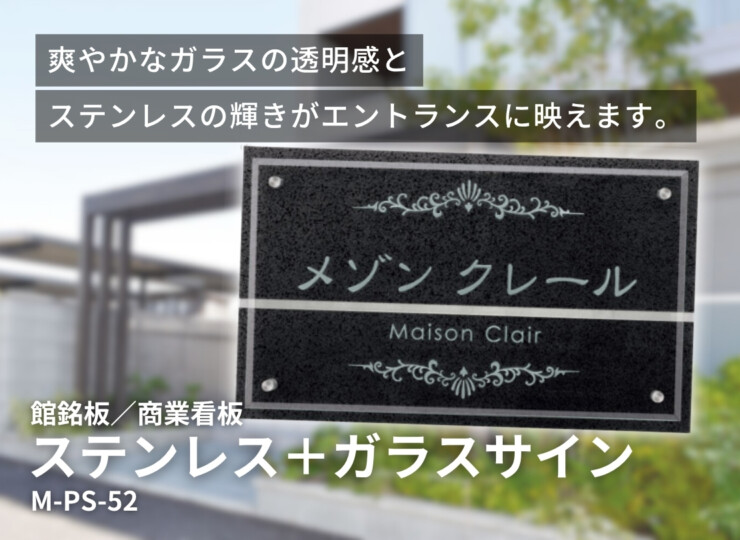 爽やかなガラスの透明感と
ステンレスの輝きがエントランスに映えます。
メゾン クレール
Maison Clair
館銘板／商業看板
ステンレス＋ガラスサイン
M-PS-52